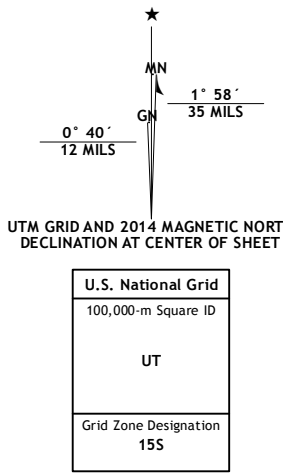 MN
1° 58´
35 MILS
GN
0° 40´
12 MILS
UTM GRID AND 2014 MAGNETIC NORT
DECLINATION AT CENTER OF SHEET
U.S. National Grid
100,000-m Square ID
UT
Grid Zone Designation
15S